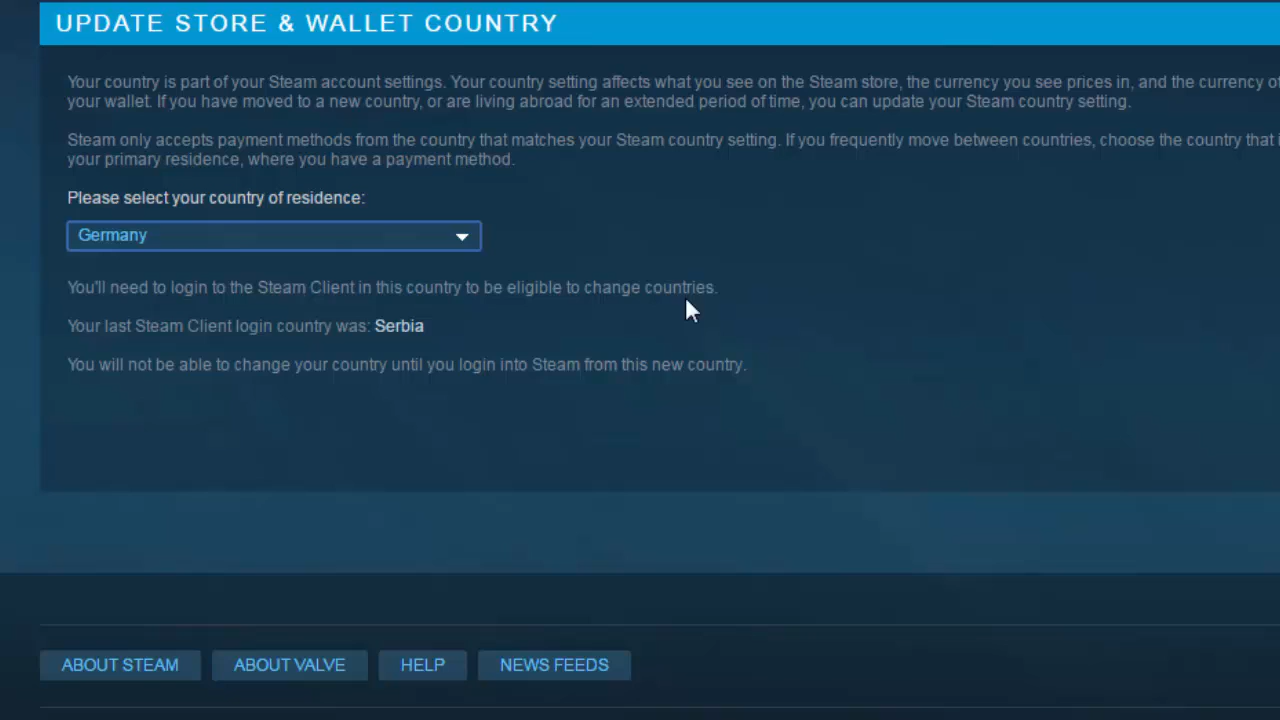 UPDATE STORE & WALLET COUNTRY
Your country is part of your Steam account settings. Your country setting affects what you see on the Steam store, the currency you see prices in, and the currency of
your wallet. If you have moved to a new country, or are living abroad for an extended period of time, you can update your Steam country setting.
Steam only accepts payment methods from the country that matches your Steam country setting. If you frequently move between countries, choose the country that
your primary residence, where you have a payment method.
Please select your country of residence:
Germany
You'll need to login to the Steam Client in this country to be eligible to change countries.
Your last Steam Client login country was: Serbia
You will not be able to change your country until you login into Steam from this new country.
ABOUT STEAM
ABOUT VALVE
HELP
NEWS FEEDS